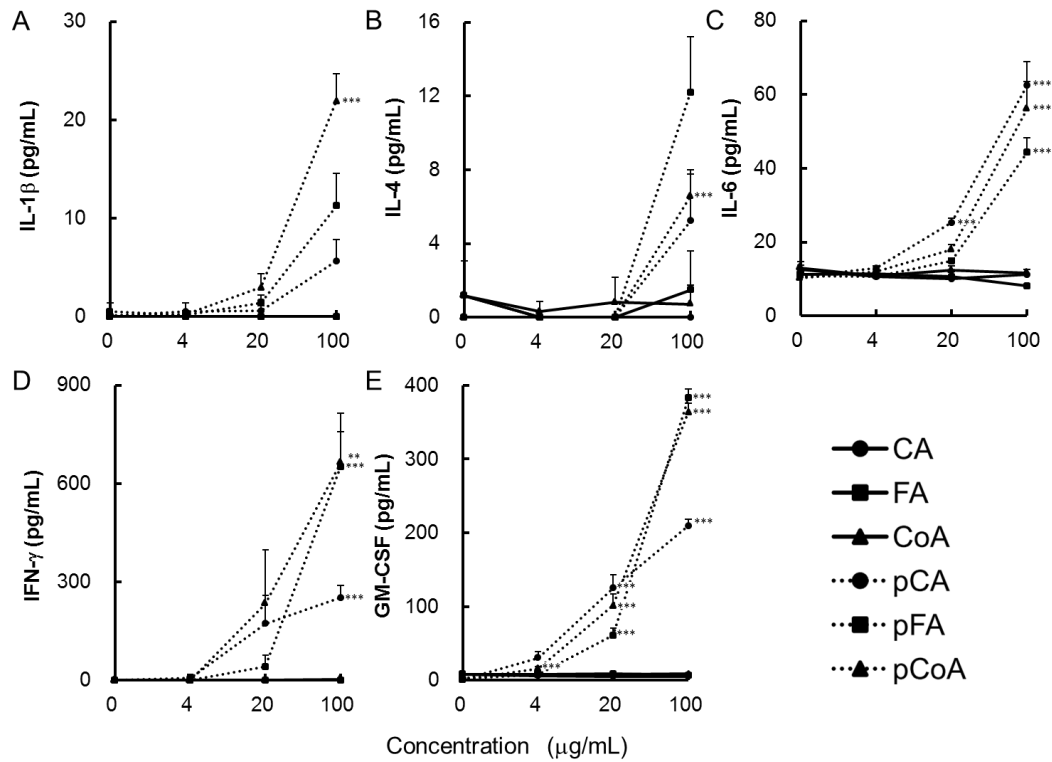 A
IL-1β (pg/mL)
30
20
10
0
***
0 4 20 100
B
IL-4 (pg/mL)
16
12
8
4
0
***
0 4 20 100
C
IL-6 (pg/mL)
80
60
40
20
0
***
***
***
***
0 4 20 100
D
IFN-γ (pg/mL)
900
600
300
0
**
***
***
0 4 20 100
E
GM-CSF (pg/mL)
400
300
200
100
0
***
***
***
***
***
***
***
0 4 20 100
Concentration (μg/mL)
CA
FA
CoA
pCA
pFA
pCoA